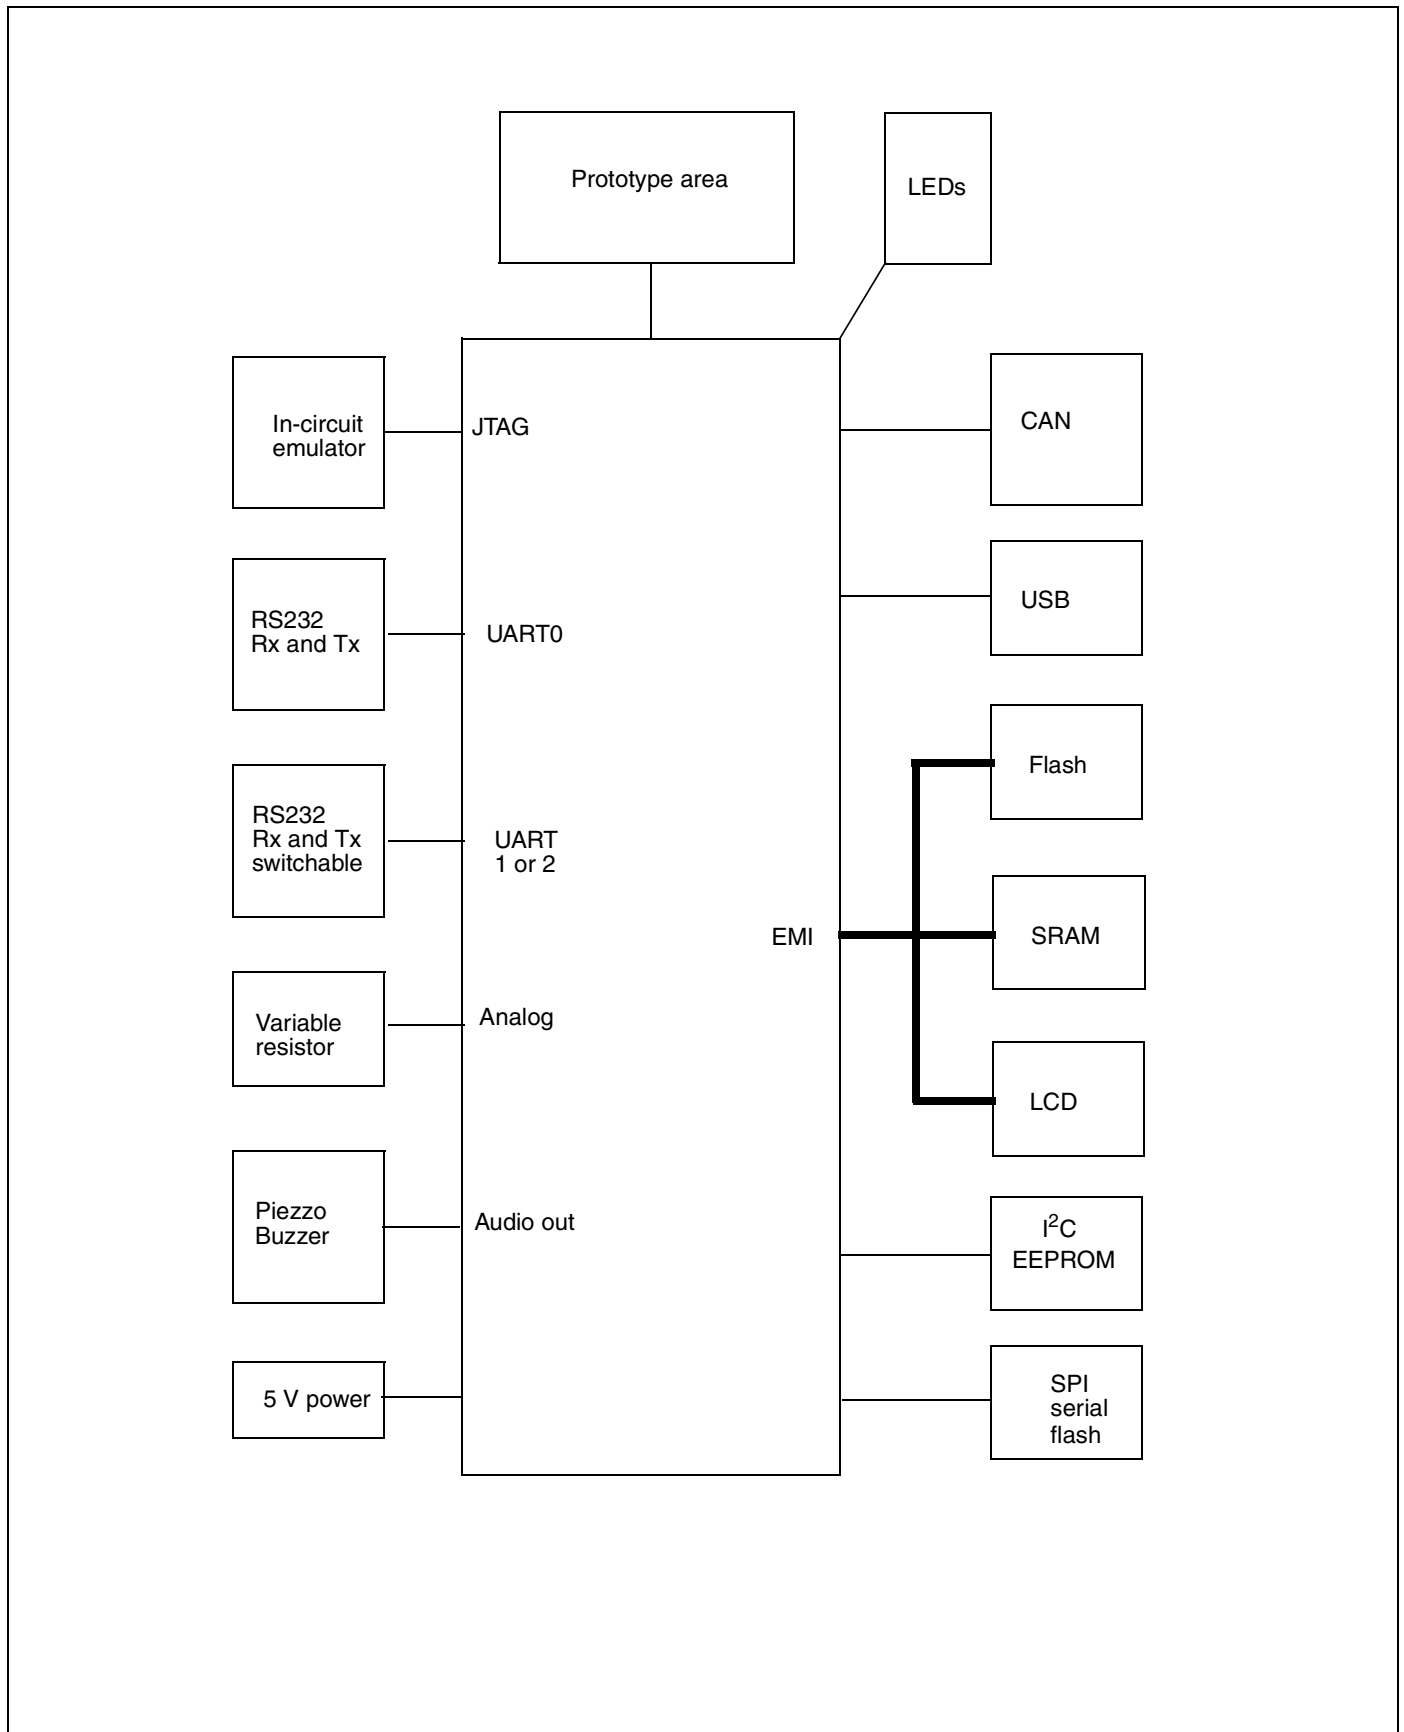 Prototype area
LEDs
In-circuit
emulator
JTAG
CAN
RS232
Rx and Tx
UART0
USB
Flash
RS232
Rx and Tx
switchable
UART
1 or 2
EMI
SRAM
Variable
resistor
Analog
LCD
Piezzo
Buzzer
Audio out
I²C
EEPROM
5 V power
SPI
serial
flash